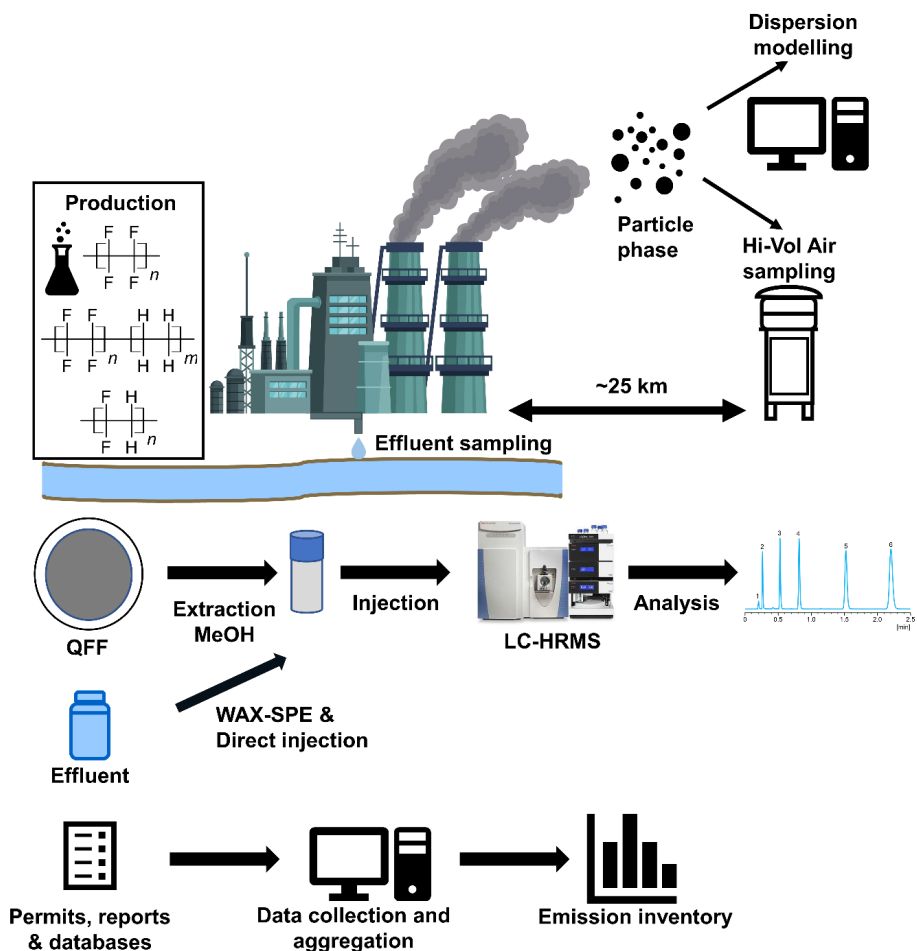 Dispersion
modelling
Production
F F
F F n
F F H H
F F n H H m
F H
F H n
Particle
phase
Hi-Vol Air
sampling
~25 km
Effluent sampling
QFF
Extraction
MeOH
Injection
LC-HRMS
Analysis
1 2 3 4 5 6
0 0.5 1.0 1.5 2.0 2.5
[min]
Effluent
WAX-SPE &
Direct injection
Permits, reports
& databases
Data collection and
aggregation
Emission inventory